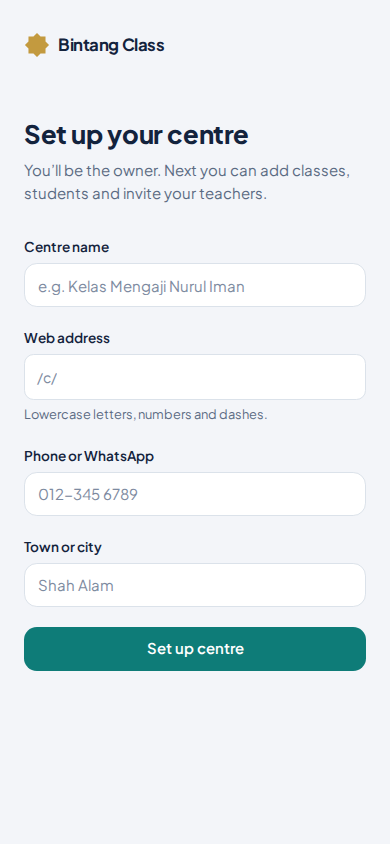 Bintang Class
Set up your centre
You’ll be the owner. Next you can add classes,
students and invite your teachers.
Centre name
e.g. Kelas Mengaji Nurul Iman
Web address
/c/
Lowercase letters, numbers and dashes.
Phone or WhatsApp
012-345 6789
Town or city
Shah Alam
Set up centre